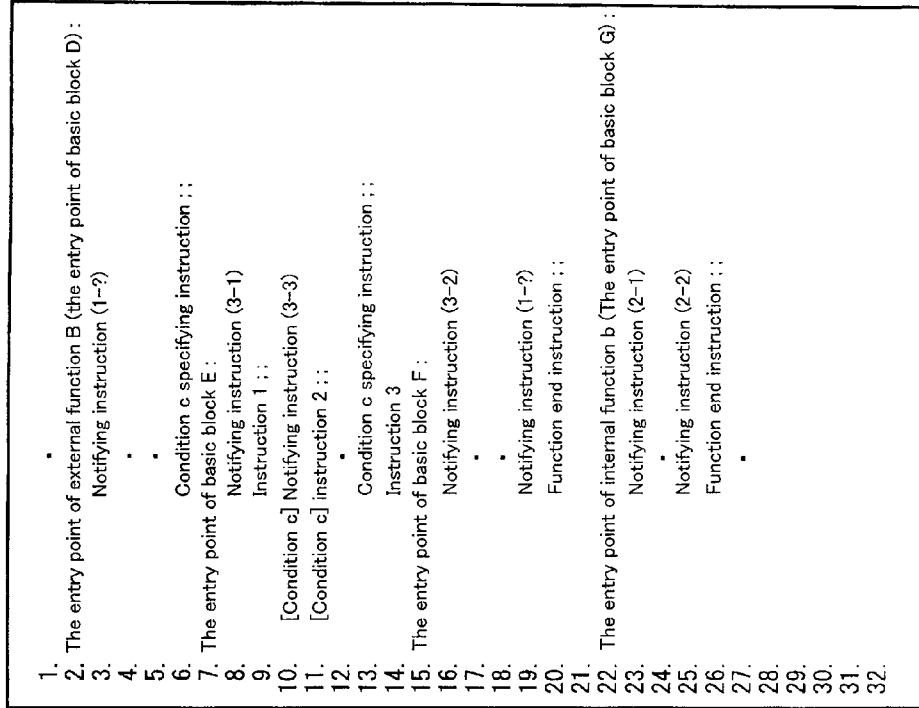 1. ·
2. The entry point of external function B (the entry point of basic block D) :
3. Notifying instruction (1-?)
4. ·
5. ·
6. Condition c specifying instruction ; ;
7. The entry point of basic block E :
8. Notifying instruction (3-1)
9. Instruction 1 ; ;
10. [Condition c] Notifying instruction (3-3)
11. [Condition c] instruction 2 ; ;
12. ·
13. Condition c specifying instruction ; ;
14. Instruction 3
15. The entry point of basic block F :
16. Notifying instruction (3-2)
17. ·
18. ·
19. Notifying instruction (1-?)
20. Function end instruction ; ;
21.
22. The entry point of internal function b (The entry point of basic block G) :
23. Notifying instruction (2-1)
24. ·
25. Notifying instruction (2-2)
26. Function end instruction ; ;
27. ·
28.
29.
30.
31.
32.